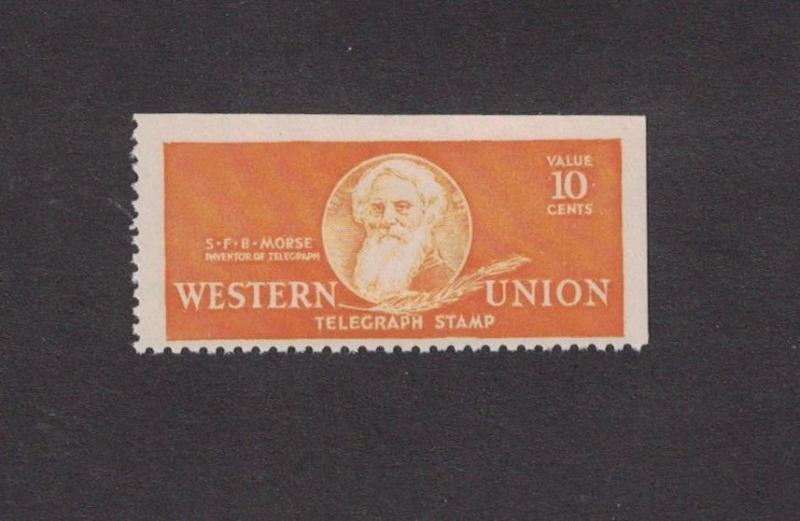 VALUE
10
CENTS
S·F·B·MORSE
INVENTOR OF TELEGRAPH
WESTERN UNION
TELEGRAPH STAMP